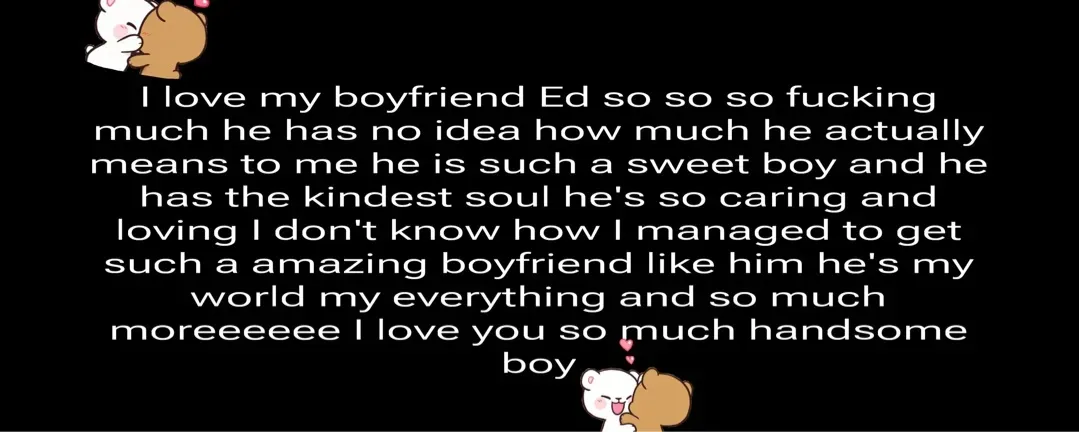 I love my boyfriend Ed so so so fucking
much he has no idea how much he actually
means to me he is such a sweet boy and he
has the kindest soul he's so caring and
loving I don't know how I managed to get
such a amazing boyfriend like him he's my
world my everything and so much
moreeeeeee I love you so much handsome
boy